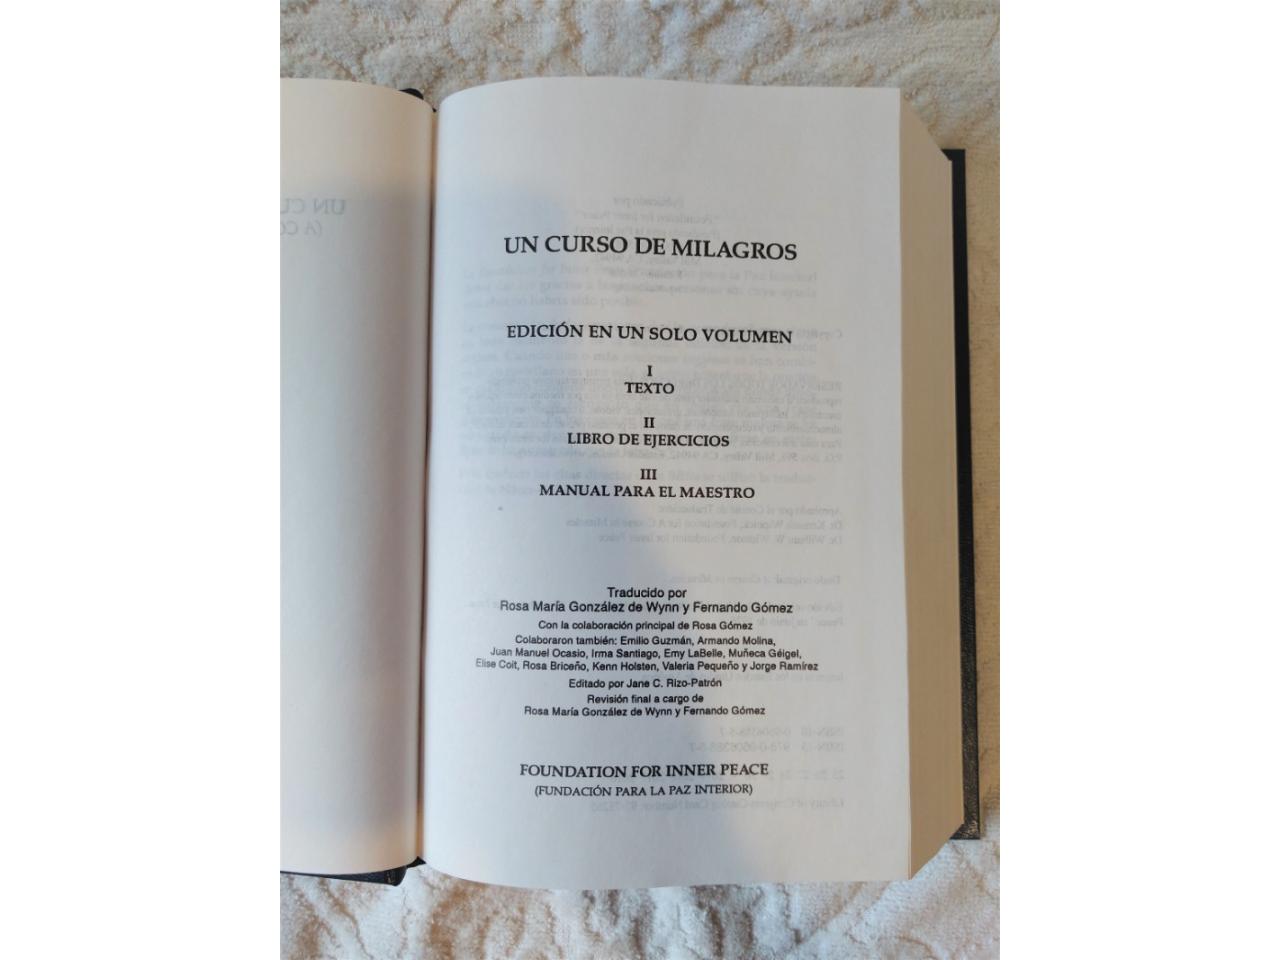 UN CURSO DE MILAGROS
EDICIÓN EN UN SOLO VOLUMEN
I
TEXTO
II
LIBRO DE EJERCICIOS
III
MANUAL PARA EL MAESTRO
Traducido por
Rosa María González de Wynn y Fernando Gómez
Con la colaboración principal de Rosa Gómez
Colaboraron también: Emilio Guzmán, Armando Molina,
Juan Manuel Ocasio, Irma Santiago, Emy LaBelle, Muñeca Géigel,
Elise Coit, Rosa Briceño, Kenn Holsten, Valeria Pequeño y Jorge Ramírez
Editado por Jane C. Rizo-Patrón
Revisión final a cargo de
Rosa María González de Wynn y Fernando Gómez
FOUNDATION FOR INNER PEACE
(FUNDACIÓN PARA LA PAZ INTERIOR)